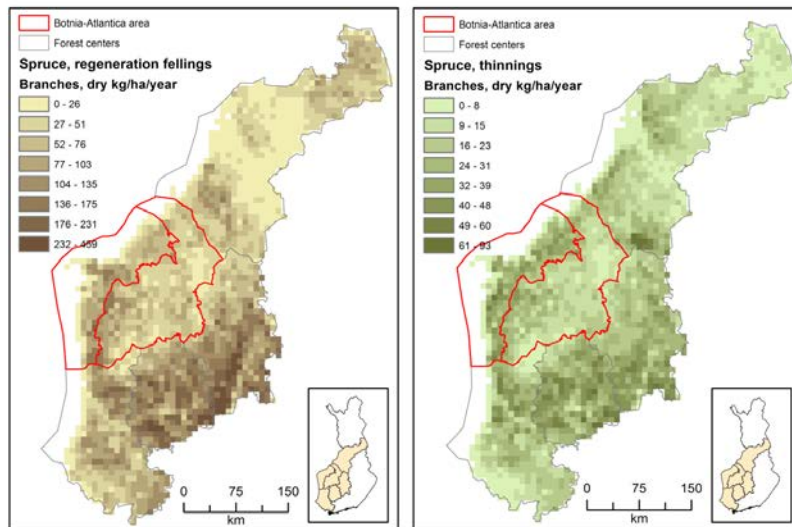 Botnia-Atlantica area
Forest centers
Spruce, regeneration fellings
Branches, dry kg/ha/year
0 - 26
27 - 51
52 - 76
77 - 103
104 - 135
136 - 175
176 - 231
232 - 459
0 75 150
km
Botnia-Atlantica area
Forest centers
Spruce, thinnings
Branches, dry kg/ha/year
0 - 8
9 - 15
16 - 23
24 - 31
32 - 39
40 - 48
49 - 60
61 - 93
0 75 150
km